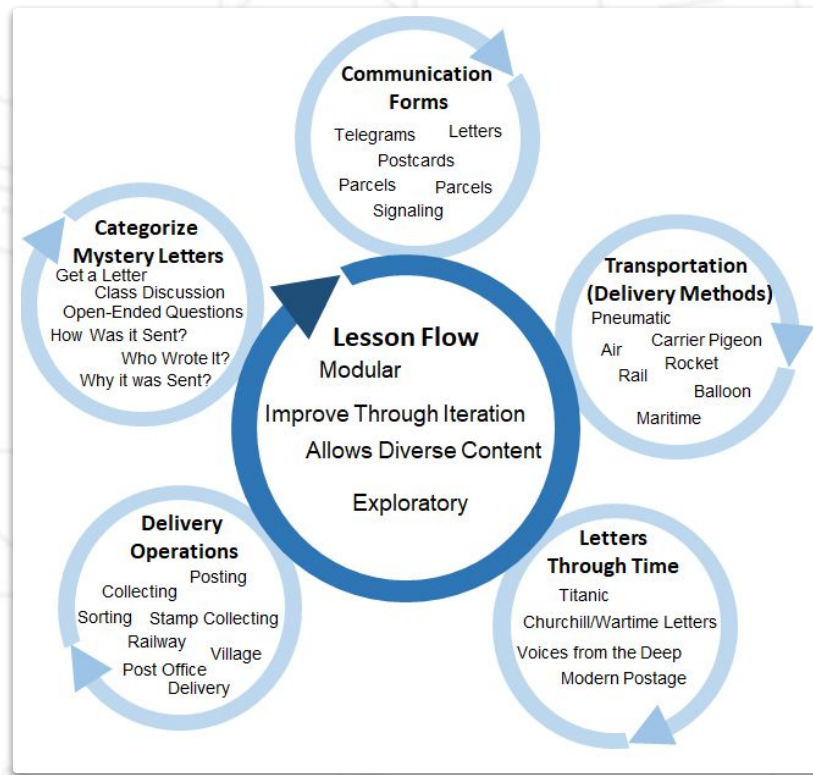 Communication
Forms
Telegrams Letters
Postcards
Parcels Parcels
Signaling
Categorize
Mystery Letters
Get a Letter
Class Discussion
Open-Ended Questions
How Was it Sent?
Who Wrote It?
Why it was Sent?
Lesson Flow
Modular
Improve Through Iteration
Allows Diverse Content
Exploratory
Transportation
(Delivery Methods)
Pneumatic
Carrier Pigeon
Air
Rocket
Rail
Balloon
Maritime
Delivery
Operations
Posting
Collecting
Sorting Stamp Collecting
Railway
Village
Post Office
Delivery
Letters
Through Time
Titanic
Churchill/Wartime Letters
Voices from the Deep
Modern Postage